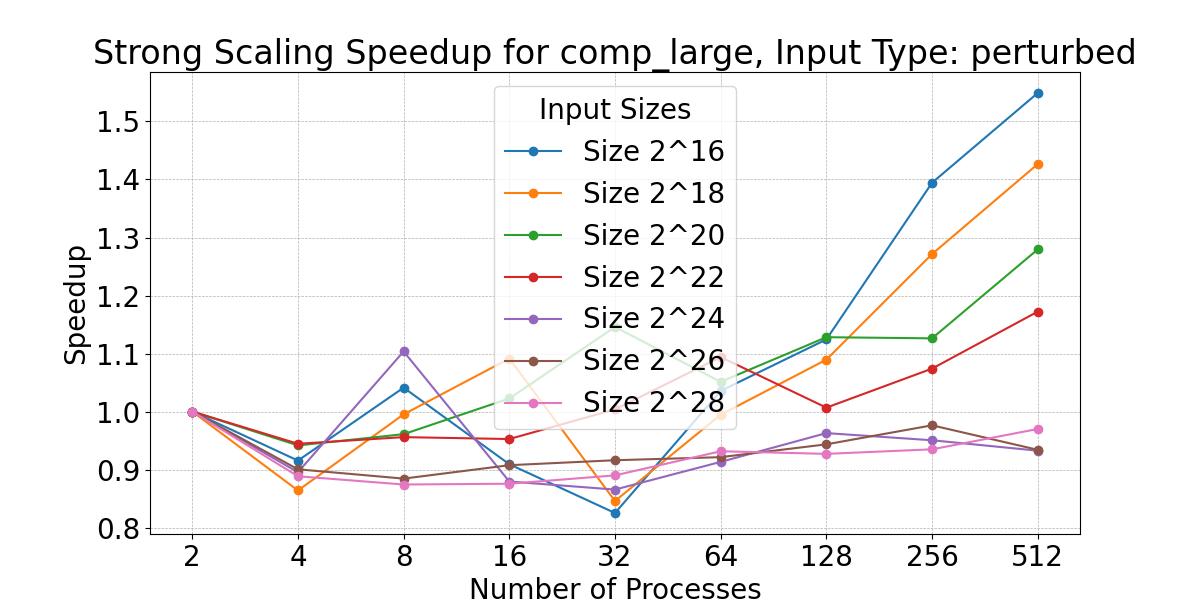 Strong Scaling Speedup for comp_large, Input Type: perturbed
Speedup
1.5
1.4
1.3
1.2
1.1
1.0
0.9
0.8
Input Sizes
Size 2^16
Size 2^18
Size 2^20
Size 2^22
Size 2^24
Size 2^26
Size 2^28
2 4 8 16 32 64 128 256 512
Number of Processes